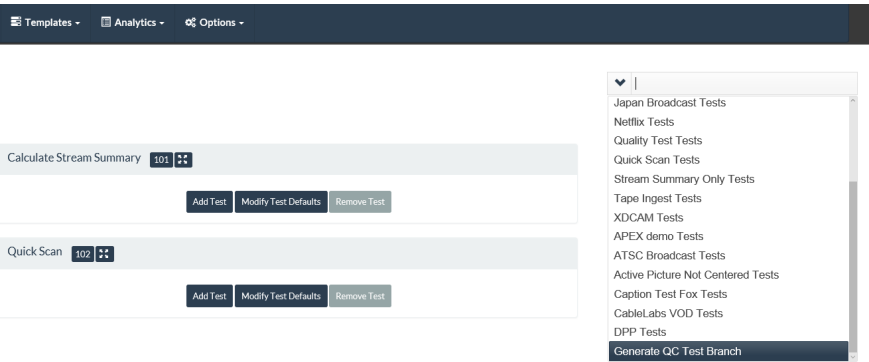 Templates Analytics Options
Japan Broadcast Tests
Netflix Tests
Quality Test Tests
Quick Scan Tests
Stream Summary Only Tests
Tape Ingest Tests
XDCAM Tests
APEX demo Tests
ATSC Broadcast Tests
Active Picture Not Centered Tests
Caption Test Fox Tests
CableLabs VOD Tests
DPP Tests
Generate QC Test Branch
Calculate Stream Summary 101
Add Test Modify Test Defaults Remove Test
Quick Scan 102
Add Test Modify Test Defaults Remove Test